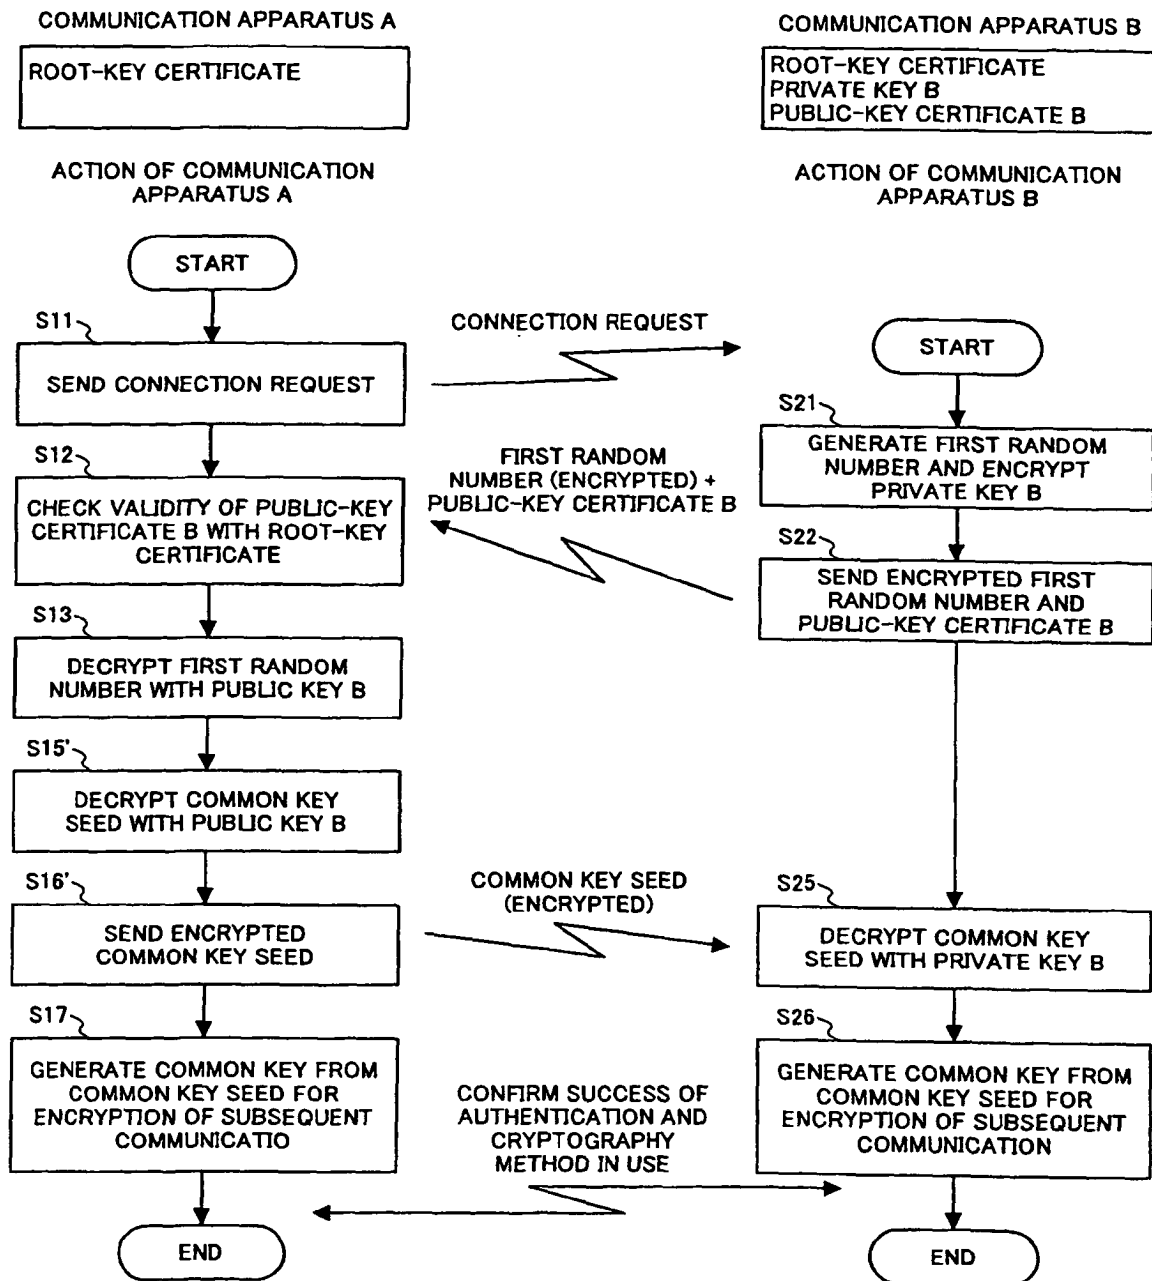 COMMUNICATION APPARATUS A
ROOT-KEY CERTIFICATE
ACTION OF COMMUNICATION
APPARATUS A
COMMUNICATION APPARATUS B
ROOT-KEY CERTIFICATE
PRIVATE KEY B
PUBLIC-KEY CERTIFICATE B
ACTION OF COMMUNICATION
APPARATUS B
START
S11
SEND CONNECTION REQUEST
CONNECTION REQUEST
START
S21
GENERATE FIRST RANDOM
NUMBER AND ENCRYPT
PRIVATE KEY B
S12
CHECK VALIDITY OF PUBLIC-KEY
CERTIFICATE B WITH ROOT-KEY
CERTIFICATE
FIRST RANDOM
NUMBER (ENCRYPTED) +
PUBLIC-KEY CERTIFICATE B
S22
SEND ENCRYPTED FIRST
RANDOM NUMBER AND
PUBLIC-KEY CERTIFICATE B
S13
DECRYPT FIRST RANDOM
NUMBER WITH PUBLIC KEY B
S15'
DECRYPT COMMON KEY
SEED WITH PUBLIC KEY B
S16'
SEND ENCRYPTED
COMMON KEY SEED
COMMON KEY SEED
(ENCRYPTED)
S25
DECRYPT COMMON KEY
SEED WITH PRIVATE KEY B
S17
GENERATE COMMON KEY FROM
COMMON KEY SEED FOR
ENCRYPTION OF SUBSEQUENT
COMMUNICATIO
CONFIRM SUCCESS OF
AUTHENTICATION AND
CRYPTOGRAPHY
METHOD IN USE
S26
GENERATE COMMON KEY FROM
COMMON KEY SEED FOR
ENCRYPTION OF SUBSEQUENT
COMMUNICATION
END
END